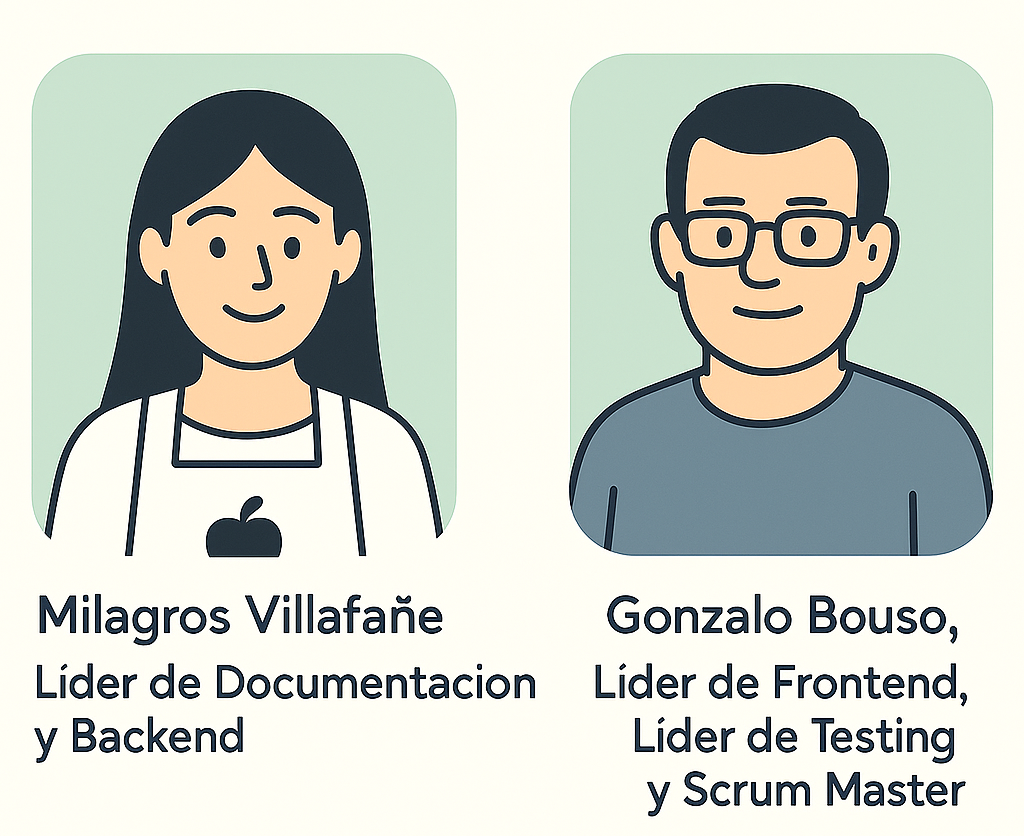 Milagros Villafañe
Líder de Documentacion
y Backend
Gonzalo Bouso,
Líder de Frontend,
Líder de Testing
y Scrum Master